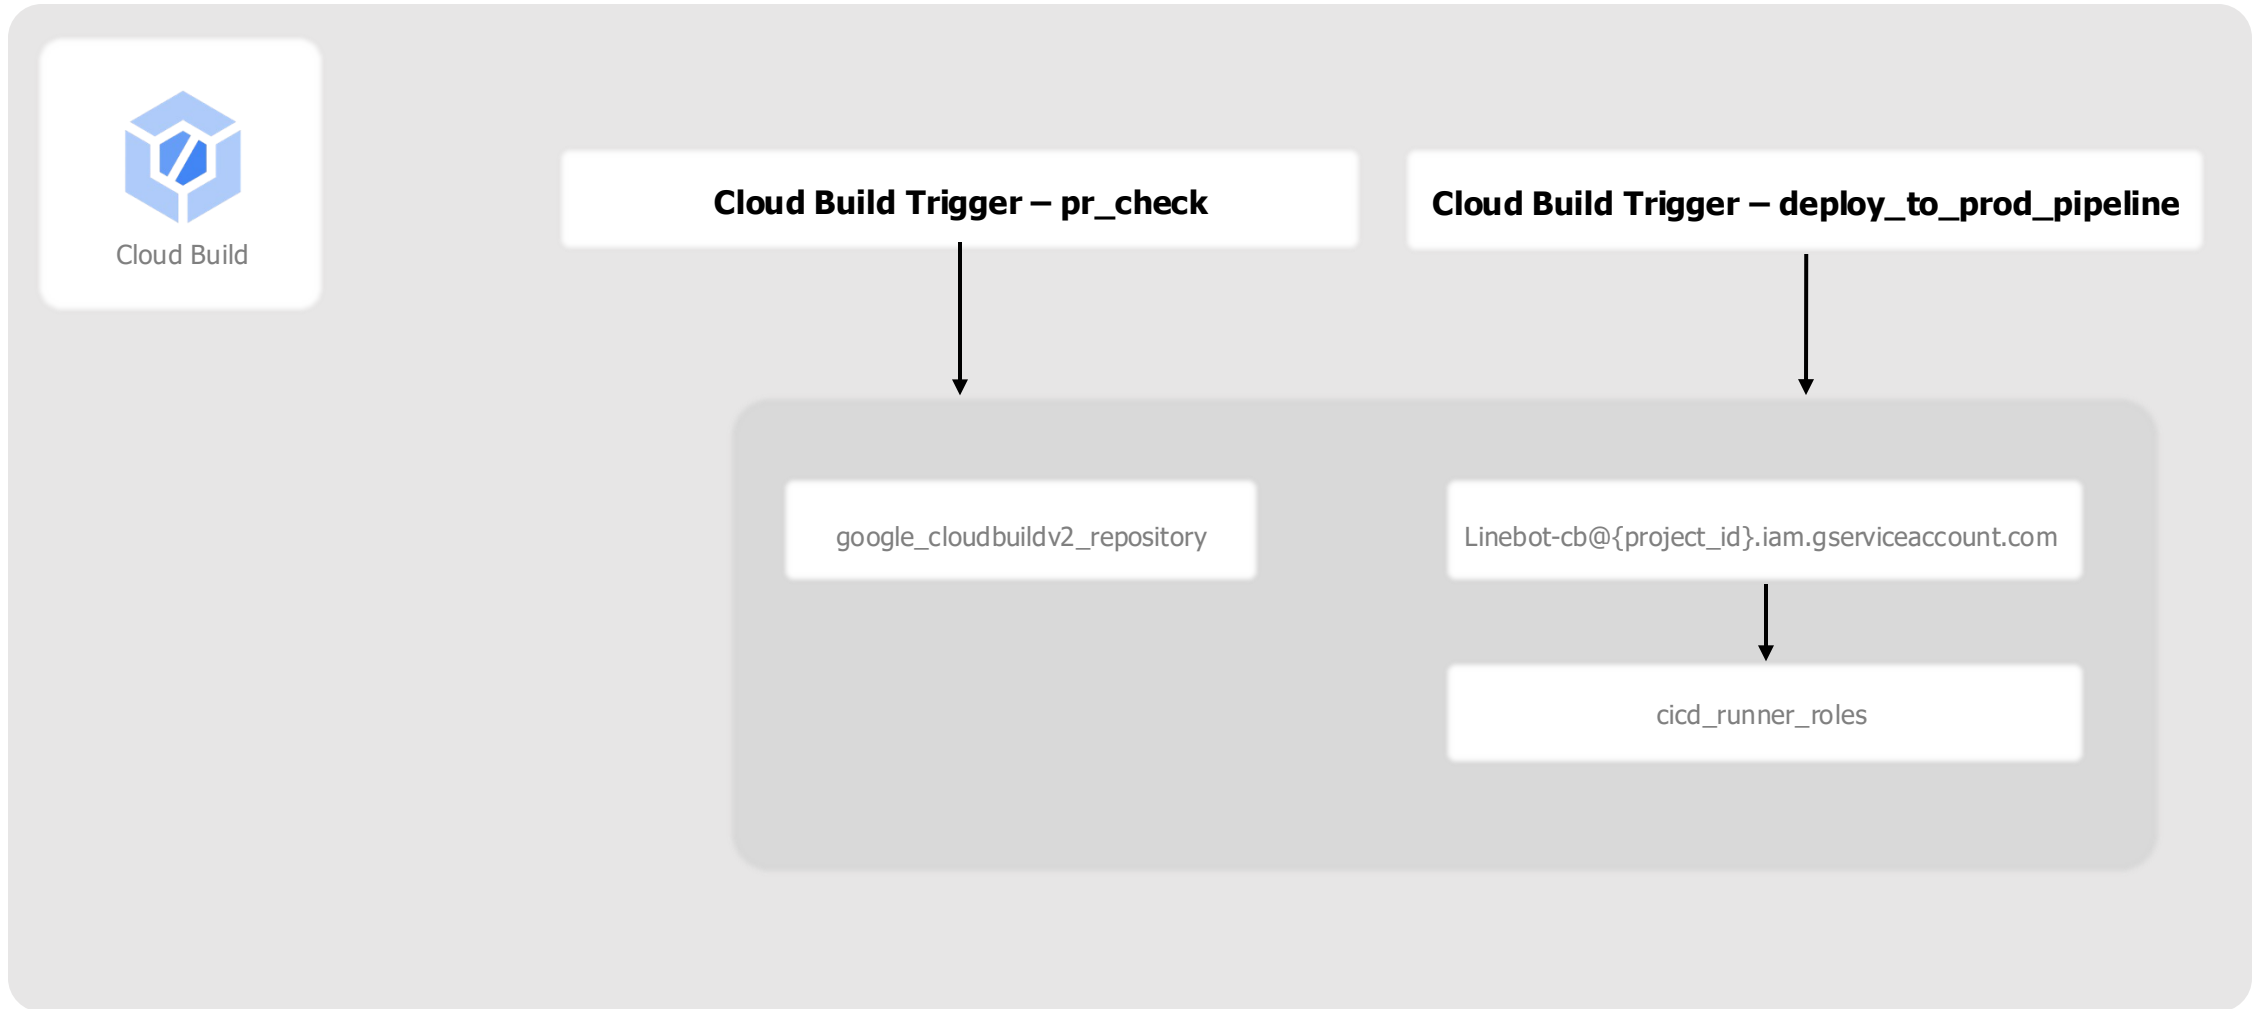 Cloud Build
Cloud Build Trigger – pr_check
Cloud Build Trigger – deploy_to_prod_pipeline
google_cloudbuildv2_repository
Linebot-cb@{project_id}.iam.gserviceaccount.com
cicd_runner_roles